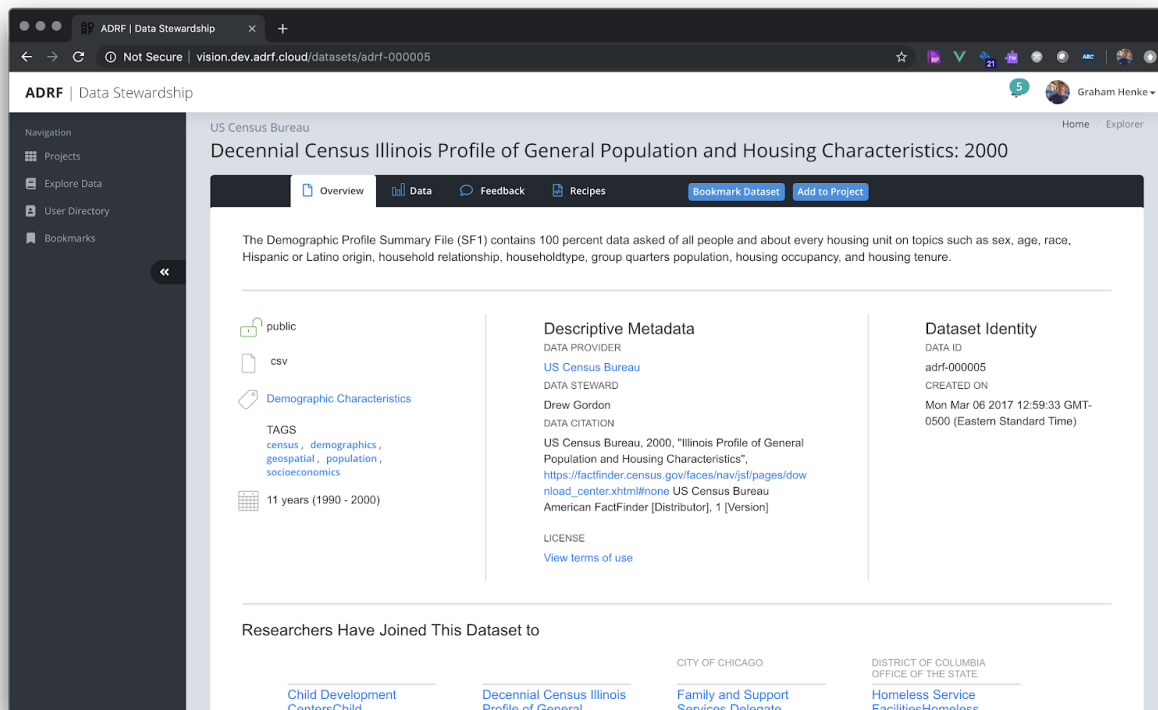 ADRF | Data Stewardship
Not Secure | vision.dev.adrf.cloud/datasets/adrf-000005
21
ABC
ADRF | Data Stewardship
5
Graham Henke
Navigation
Projects
Explore Data
User Directory
Bookmarks
US Census Bureau
Home / Explorer
Decennial Census Illinois Profile of General Population and Housing Characteristics: 2000
Overview Data Feedback Recipes Bookmark Dataset Add to Project
The Demographic Profile Summary File (SF1) contains 100 percent data asked of all people and about every housing unit on topics such as sex, age, race,
Hispanic or Latino origin, household relationship, householdtype, group quarters population, housing occupancy, and housing tenure.
public
csv
Demographic Characteristics
TAGS
census , demographics ,
geospatial , population ,
socioeconomics
11 years (1990 - 2000)
Descriptive Metadata
DATA PROVIDER
US Census Bureau
DATA STEWARD
Drew Gordon
DATA CITATION
US Census Bureau, 2000, "Illinois Profile of General
Population and Housing Characteristics",
https://factfinder.census.gov/faces/nav/jsf/pages/dow
nload_center.xhtml#none US Census Bureau
American FactFinder [Distributor], 1 [Version]
LICENSE
View terms of use
Dataset Identity
DATA ID
adrf-000005
CREATED ON
Mon Mar 06 2017 12:59:33 GMT-
0500 (Eastern Standard Time)
Researchers Have Joined This Dataset to
Child Development
CentersChild
Decennial Census Illinois
Profile of General
CITY OF CHICAGO
Family and Support
Services Delegate
DISTRICT OF COLUMBIA
OFFICE OF THE STATE
Homeless Service
FacilitiesHomeless